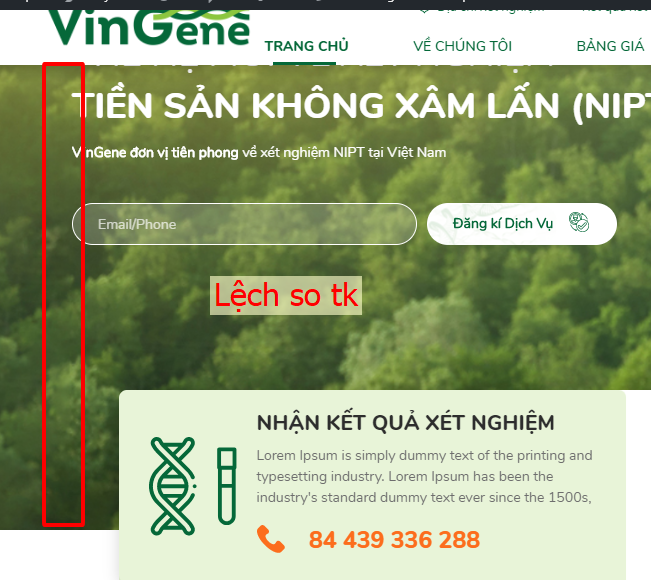 VinGene
TRANG CHỦ
VỀ CHÚNG TÔI
BẢNG GIÁ
TIỀN SẢN KHÔNG XÂM LẤN (NIPT
VinGene đơn vị tiên phong về xét nghiệm NIPT tại Việt Nam
Email/Phone
Đăng kí Dịch Vụ
Lệch so tk
NHẬN KẾT QUẢ XÉT NGHIỆM
Lorem Ipsum is simply dummy text of the printing and
typesetting industry. Lorem Ipsum has been the
industry's standard dummy text ever since the 1500s,
84 439 336 288